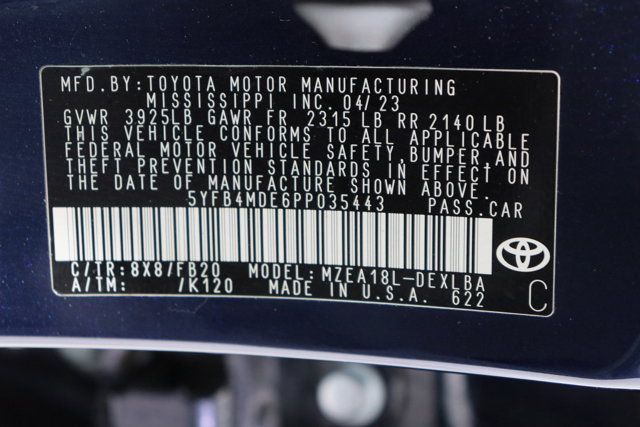 MFD.BY:TOYOTA MOTOR MANUFACTURING
MISSISSIPPI INC. 04/23
GVWR 3925LB GAWR FR 2315 LB RR 2140 LB
THIS VEHICLE CONFORMS TO ALL APPLICABLE
FEDERAL MOTOR VEHICLE SAFETY,BUMPER,AND
THEFT PREVENTION STANDARDS IN EFFECT ON
THE DATE OF MANUFACTURE SHOWN ABOVE.
5YFB4MDE6PP035443 PASS.CAR
C/TR:8X8/FB20 MODEL:MZEA18L-DEXLBA
A/TM: /K120 MADE IN U.S.A. 622
C